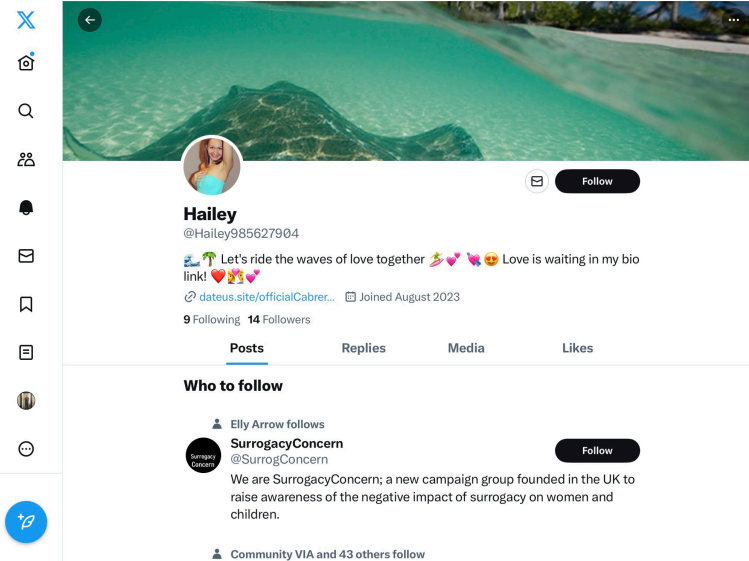 Follow
Hailey
@Hailey985627904
🌊🌴 Let's ride the waves of love together 🏄‍♀️💕 💘😍 Love is waiting in my bio
link! ❤️💏💕
dateus.site/officialCabrer... Joined August 2023
9 Following 14 Followers
Posts Replies Media Likes
Who to follow
Elly Arrow follows
Surrogacy
Concern
SurrogacyConcern
@SurrogConcern
Follow
We are SurrogacyConcern; a new campaign group founded in the UK to
raise awareness of the negative impact of surrogacy on women and
children.
Community VIA and 43 others follow